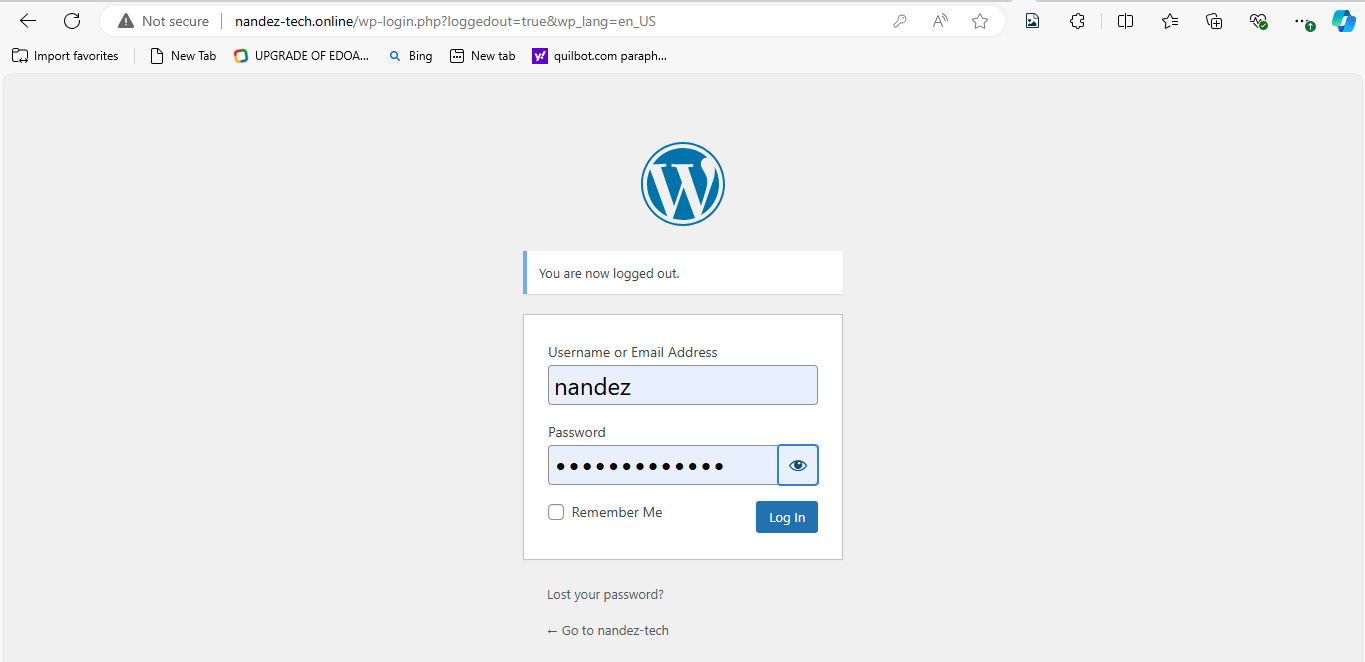 Not secure nandez-tech.online/wp-login.php?loggedout=true&wp_lang=en_US
Import favorites New Tab UPGRADE OF EDOA... Bing New tab quilbot.com paraph...
You are now logged out.
Username or Email Address
nandez
Password
Remember Me
Log In
Lost your password?
← Go to nandez-tech